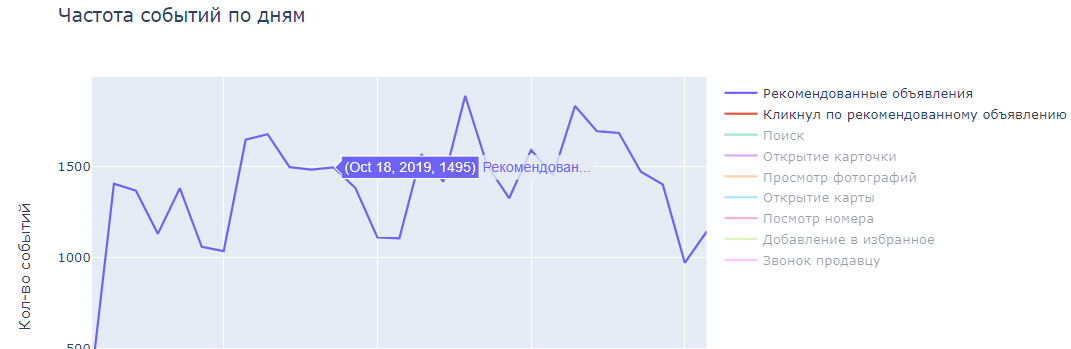 Частота событий по дням
Рекомендованные объявления
Кликнул по рекомендованному объявлению
Поиск
Открытие карточки
Просмотр фотографий
Открытие карты
Посмотр номера
Добавление в избранное
Звонок продавцу
1500
(Oct 18, 2019, 1495) Рекомендован...
1000
500
Кол-во событий